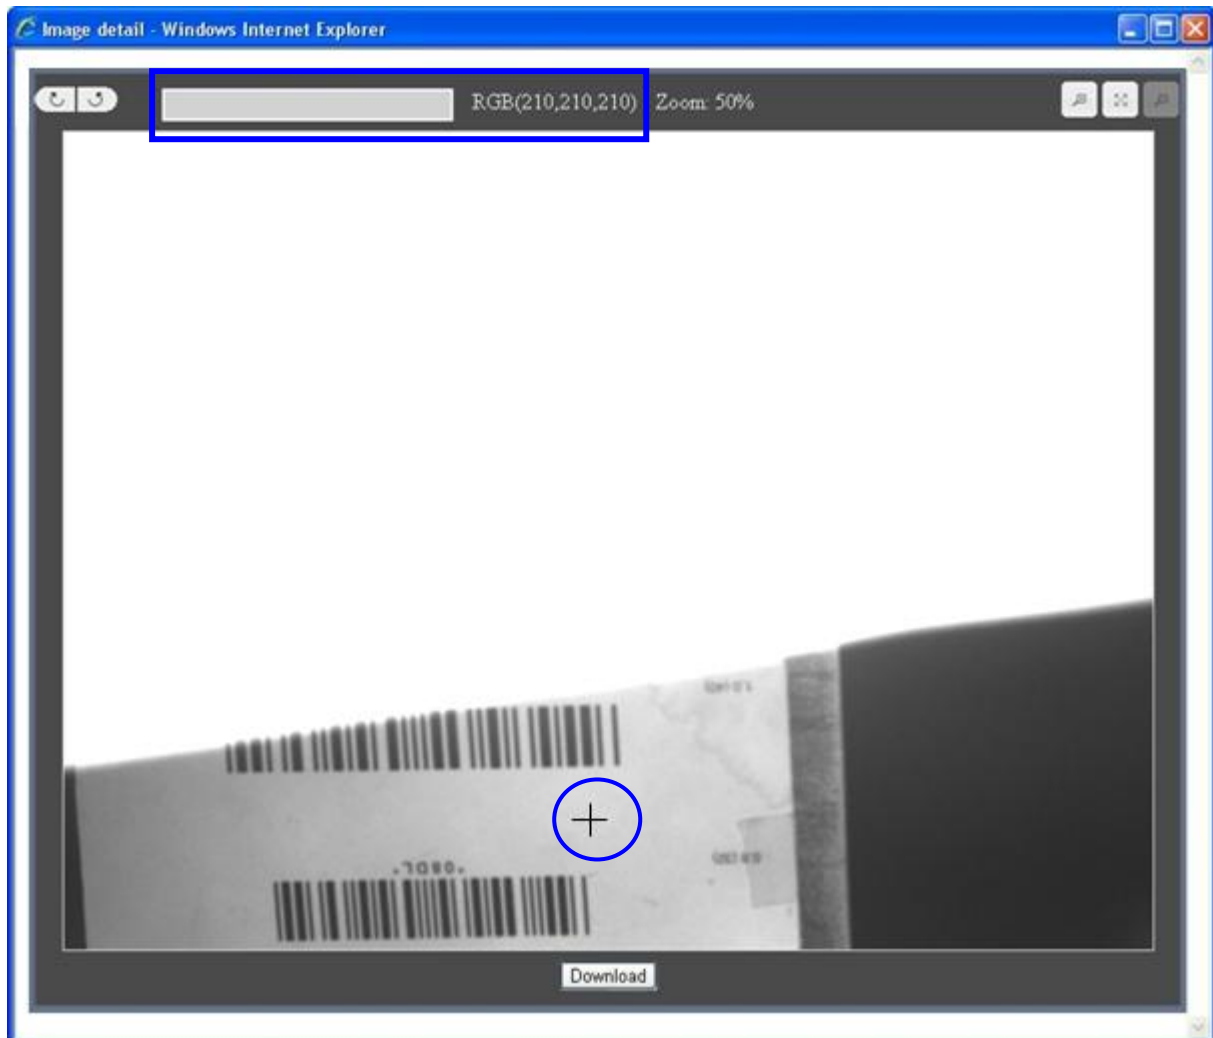 Image detail - Windows Internet Explorer
RGB(210,210,210) Zoom: 50%
Download